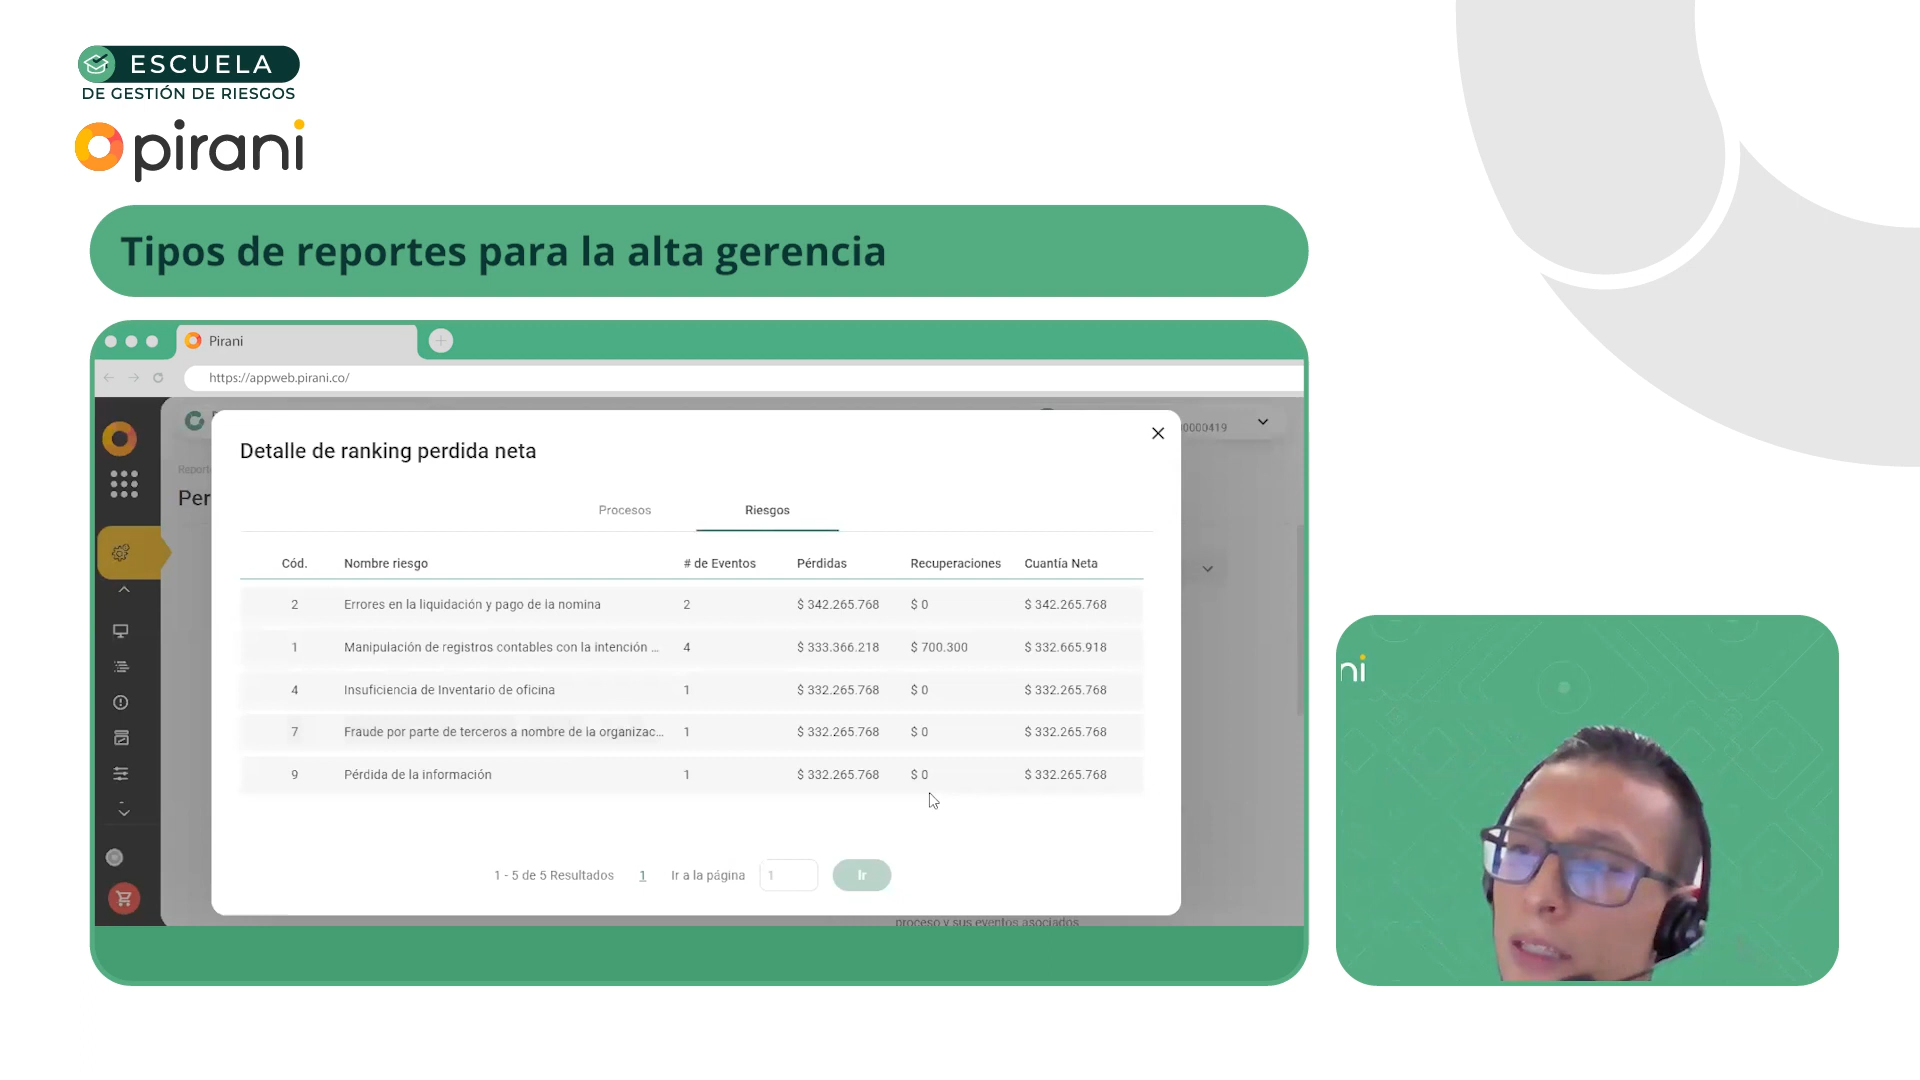 ESCUELA
DE GESTIÓN DE RIESGOS
pirani
Tipos de reportes para la alta gerencia
Pirani
https://appweb.pirani.co/
0000419
Report
Per
Detalle de ranking perdida neta
Procesos Riesgos
Cód. Nombre riesgo # de Eventos Pérdidas Recuperaciones Cuantía Neta
2 Errores en la liquidación y pago de la nomina 2 $ 342.265.768 $ 0 $ 342.265.768
1 Manipulación de registros contables con la intención ... 4 $ 333.366.218 $ 700.300 $ 332.665.918
4 Insuficiencia de Inventario de oficina 1 $ 332.265.768 $ 0 $ 332.265.768
7 Fraude por parte de terceros a nombre de la organizac... 1 $ 332.265.768 $ 0 $ 332.265.768
9 Pérdida de la información 1 $ 332.265.768 $ 0 $ 332.265.768
1 - 5 de 5 Resultados 1 Ir a la página 1 Ir
proceso y sus eventos asociados
ni